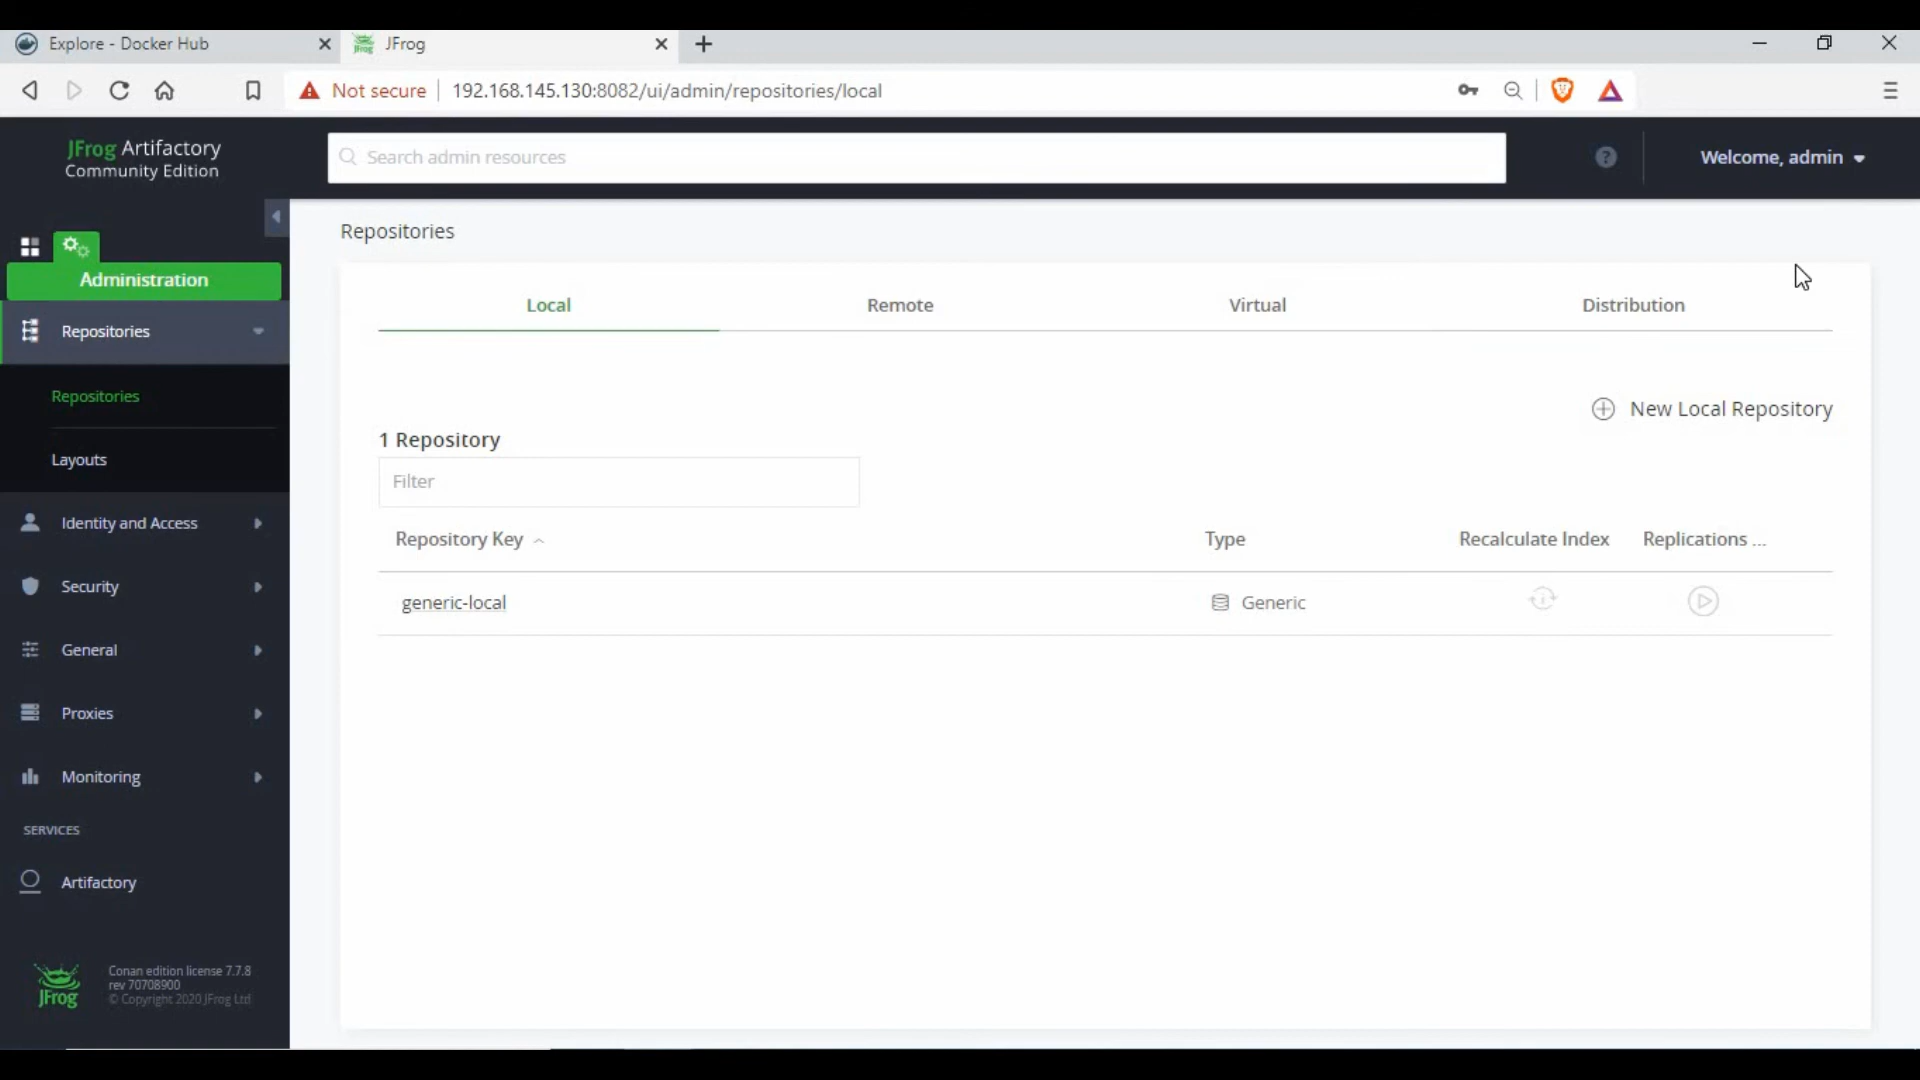 Explore - Docker Hub
JFrog
Not secure
192.168.145.130:8082/ui/admin/repositories/local
JFrog Artifactory
Community Edition
Search admin resources
Welcome, admin
Administration
Repositories
Repositories
Layouts
Identity and Access
Security
General
Proxies
Monitoring
SERVICES
Artifactory
JFrog
Conan edition license 7.7.8
rev 70708900
© Copyright 2020 JFrog Ltd
Repositories
Local
Remote
Virtual
Distribution
New Local Repository
1 Repository
Filter
Repository Key
Type
Recalculate Index
Replications ...
generic-local
Generic